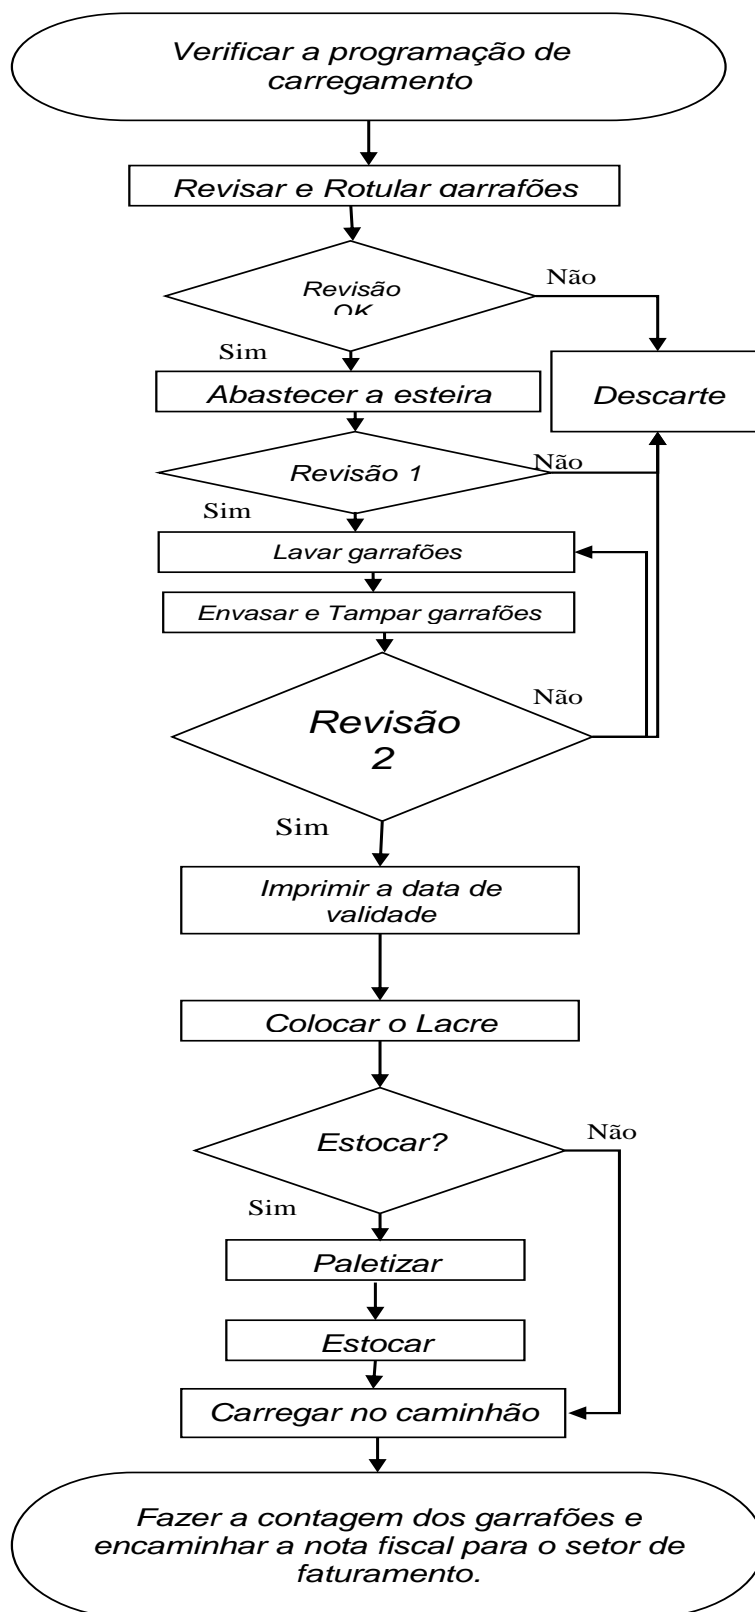 Verificar a programação de
carregamento
Revisar e Rotular garrafões
Revisão
OK
Não
Sim
Abastecer a esteira
Descarte
Revisão 1
Não
Sim
Lavar garrafões
Envasar e Tampar garrafões
Não
Revisão
2
Sim
Imprimir a data de
validade
Colocar o Lacre
Estocar?
Não
Sim
Paletizar
Estocar
Carregar no caminhão
Fazer a contagem dos garrafões e
encaminhar a nota fiscal para o setor de
faturamento.